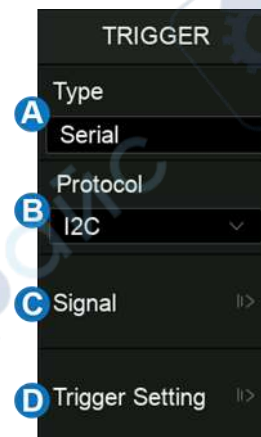 TRIGGER
Type
A
Serial
Protocol
B
I2C
C Signal
D Trigger Setting